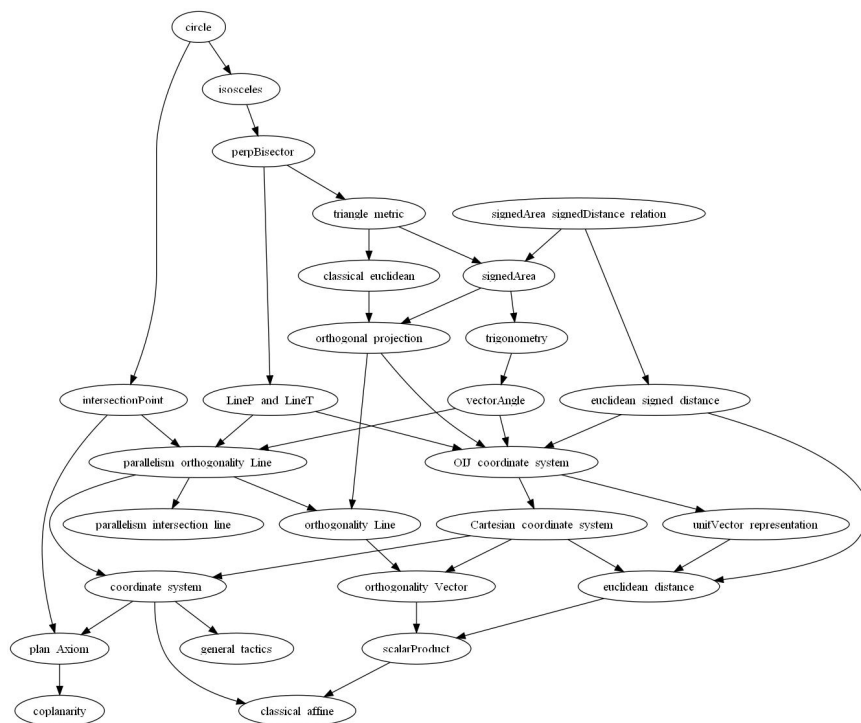 circle
isosceles
perpBisector
triangle metric
signedArea signedDistance relation
classical euclidean
signedArea
orthogonal projection
trigonometry
intersectionPoint
LineP and LineT
vectorAngle
euclidean signed distance
parallelism orthogonality Line
OIJ coordinate system
parallelism intersection line
orthogonality Line
Cartesian coordinate system
unitVector representation
coordinate system
orthogonality Vector
euclidean distance
plan Axiom
general tactics
scalarProduct
coplanarity
classical affine